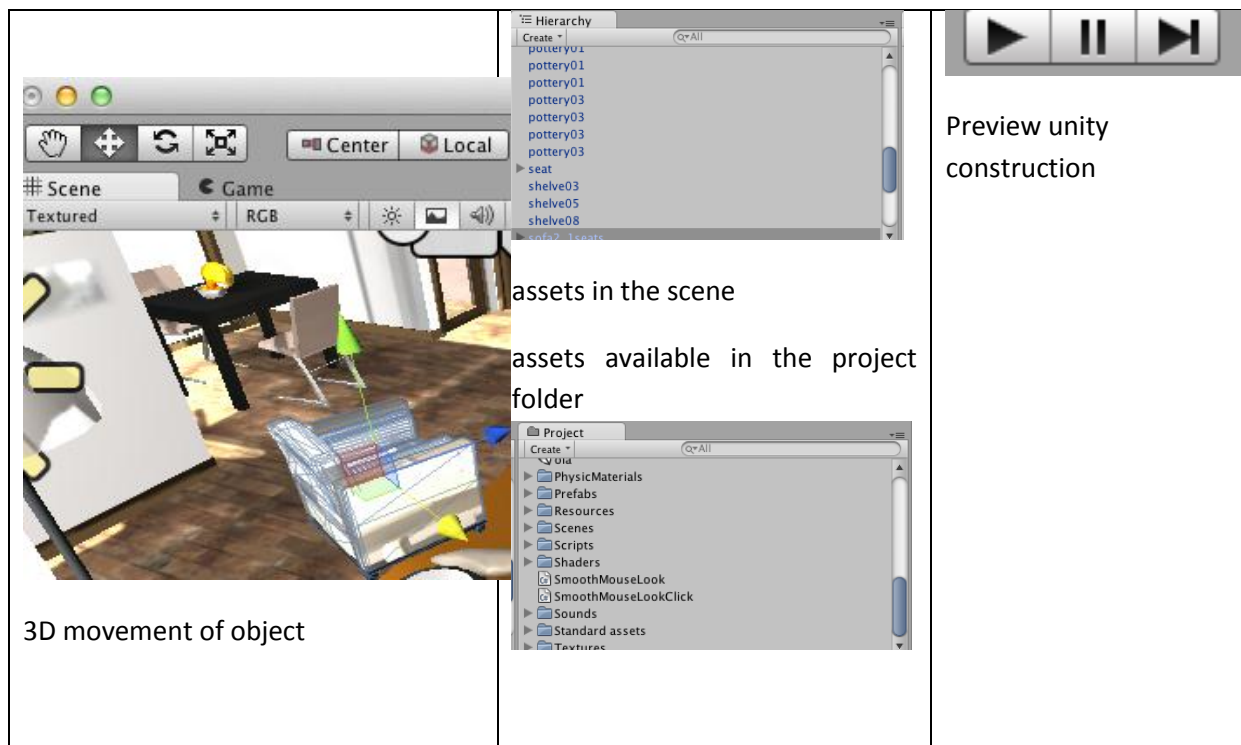 Center Local
Scene Game
Textured RGB
3D movement of object
Hierarchy
Create All
pottery01
pottery01
pottery01
pottery03
pottery03
pottery03
pottery03
seat
shelve03
shelve05
shelve08
sofa2_1seats
assets in the scene
assets available in the project
folder
Project
Create All
PhysicMaterials
Prefabs
Resources
Scenes
Scripts
Shaders
SmoothMouseLook
SmoothMouseLookClick
Sounds
Standard assets
Textures
Preview unity
construction